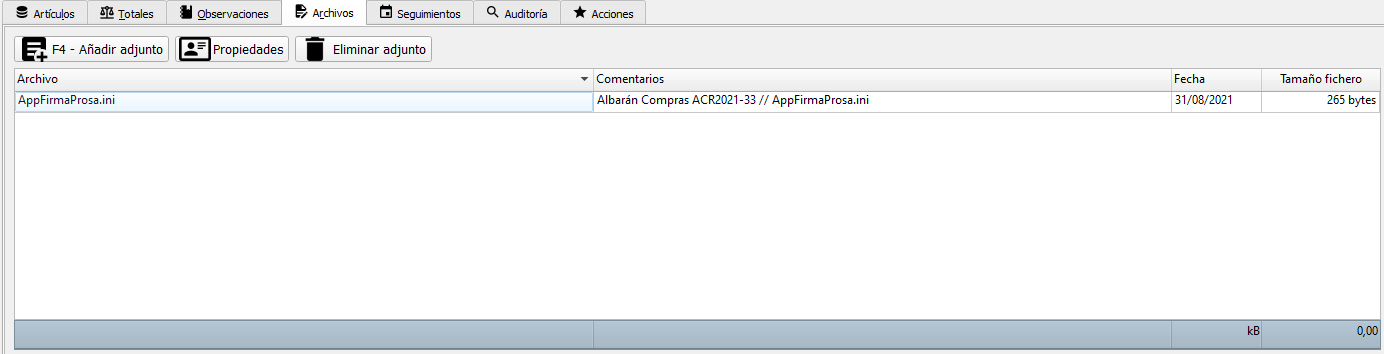 Artículos Totales Observaciones Archivos Seguimientos Auditoría Acciones
F4 - Añadir adjunto Propiedades Eliminar adjunto
Archivo Comentarios Fecha Tamaño fichero
AppFirmaProsa.ini Albarán Compras ACR2021-33 // AppFirmaProsa.ini 31/08/2021 265 bytes
kB 0,00